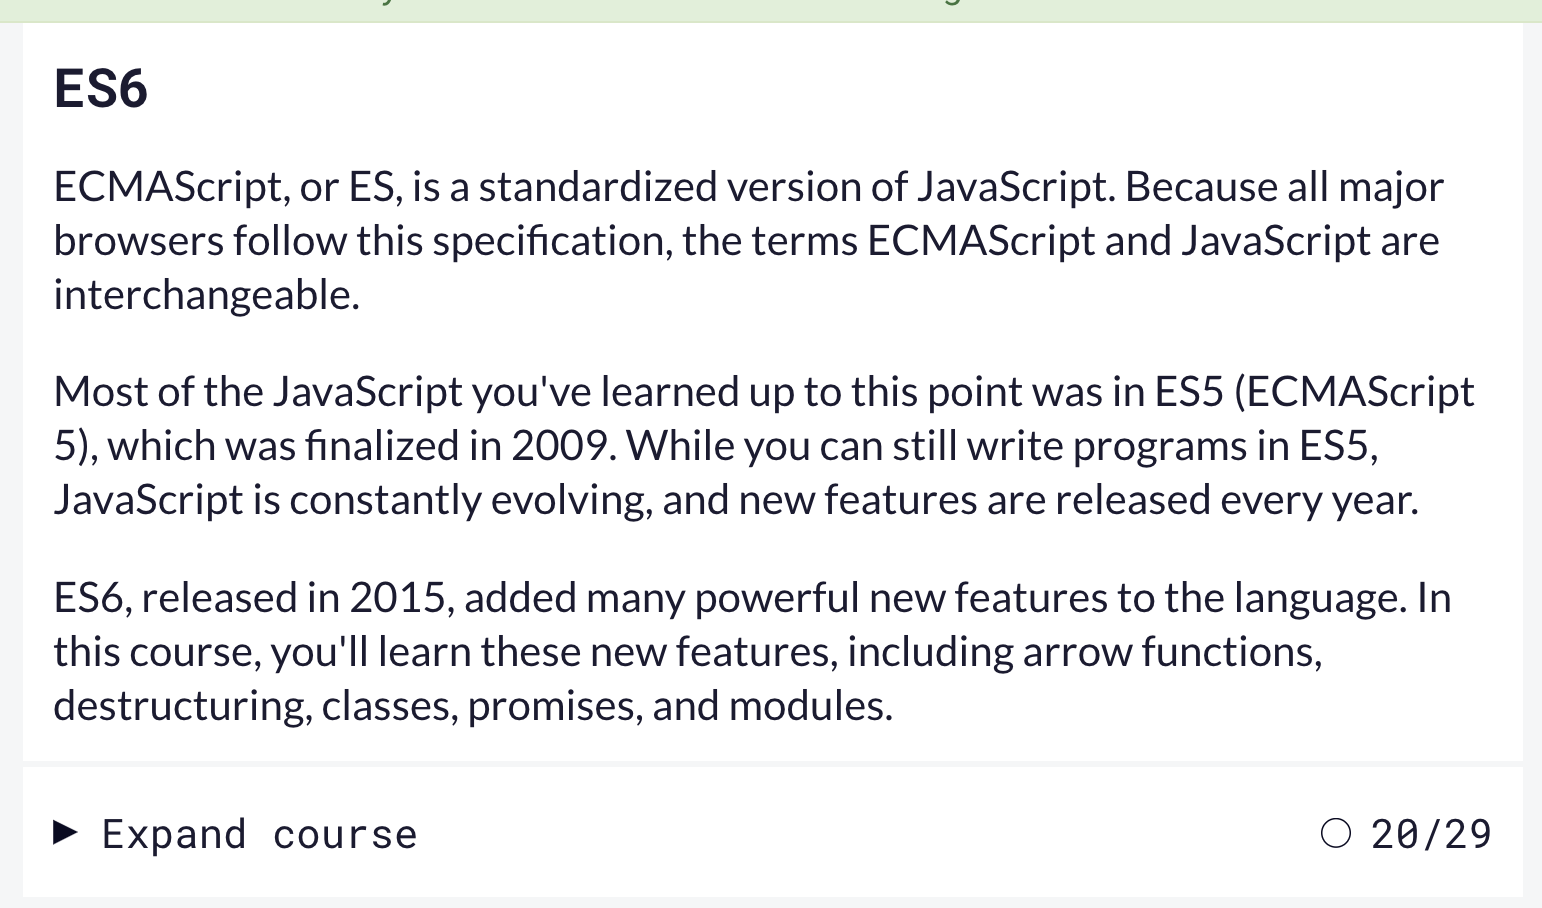 ES6
ECMAScript, or ES, is a standardized version of JavaScript. Because all major
browsers follow this specification, the terms ECMAScript and JavaScript are
interchangeable.
Most of the JavaScript you've learned up to this point was in ES5 (ECMAScript
5), which was finalized in 2009. While you can still write programs in ES5,
JavaScript is constantly evolving, and new features are released every year.
ES6, released in 2015, added many powerful new features to the language. In
this course, you'll learn these new features, including arrow functions,
destructuring, classes, promises, and modules.
Expand course 20/29